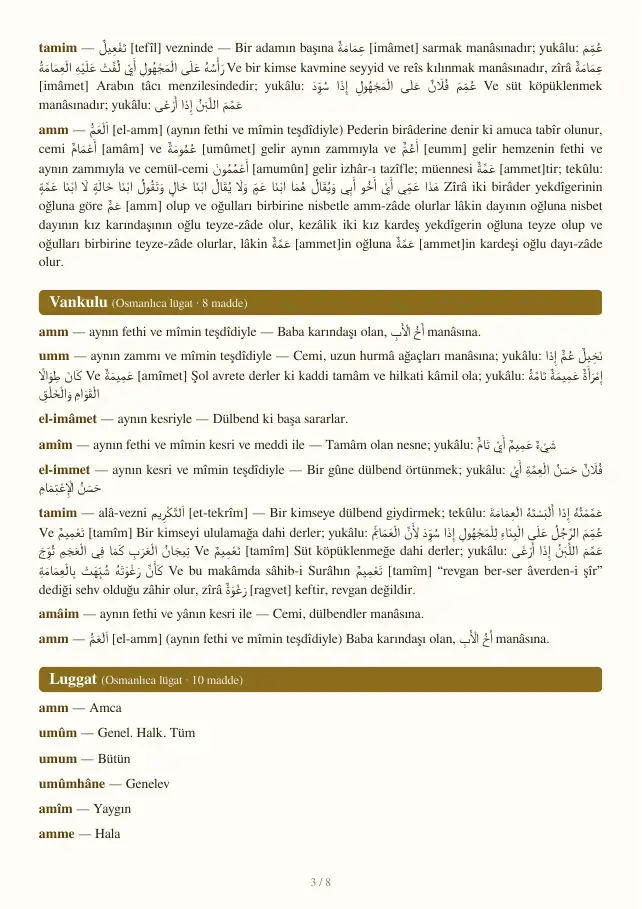 tamim — تَفْعِيلٌ [tefîl] vezninde — Bir adamın başına عِمَامَةٌ [imâmet] sarmak manâsınadır; yukâlu: عُمِّمَ
رَأْسُهُ عَلَى الْمَجْهُولِ أَيْ لُفَّتْ عَلَيْهِ الْعِمَامَةُ Ve bir kimse kavmine seyyid ve reîs kılınmak manâsınadır, zîrâ عِمَامَةٌ
[imâmet] Arabın tâcı menzilesindedir; yukâlu: عُمِّمَ فُلَانٌ عَلَى الْمَجْهُولِ إِذَا سُوِّدَ Ve süt köpüklenmek
manâsınadır; yukâlu: عَمَّمَ اللَّبَنُ إِذَا أَرْغَى
amm — اَلْعَمُّ [el-amm] (aynın fethi ve mîmin teşdîdiyle) Pederin birâderine denir ki amuca tabîr olunur,
cemi أَعْمَامٌ [amâm] ve عُمُومَةٌ [umûmet] gelir aynın zammıyla ve أَعُمٌّ [eumm] gelir hemzenin fethi ve
aynın zammıyla ve cemül-cemi أَعْمُمُونَ [amumûn] gelir izhâr-ı tazîfle; müennesi عَمَّةٌ [ammet]tir; tekûlu:
هَذَا عَمِّي أَيْ أَخُو أَبِي وَيُقَالُ هُمَا ابْنَا عَمٍّ وَلَا يُقَالُ ابْنَا خَالٍ وَتَقُولُ ابْنَا خَالَةٍ لَا ابْنَا عَمَّةٍ Zîrâ iki birâder yekdîgerinin
oğluna göre عَمٌّ [amm] olup ve oğulları birbirine nisbetle amm-zâde olurlar lâkin dayının oğluna nisbet
dayının kız karındaşının oğlu teyze-zâde olur, kezâlik iki kız kardeş yekdîgerin oğluna teyze olup ve
oğulları birbirine teyze-zâde olurlar, lâkin عَمَّةٌ [ammet]in oğluna عَمَّةٌ [ammet]in kardeşi oğlu dayı-zâde
olur.
Vankulu (Osmanlıca lügat · 8 madde)
amm — aynın fethi ve mîmin teşdîdiyle — Baba karındaşı olan, أَخُ الْأَبِ manâsına.
umm — aynın zammı ve mîmin teşdîdiyle — Cemi, uzun hurmâ ağaçları manâsına; yukâlu: نَخِيلٌ عُمٌّ إِذَا
كَانَ طِوَالًا Ve عَمِيمَةٌ [amîmet] Şol avrete derler ki kaddi tamâm ve hilkati kâmil ola; yukâlu: إِمْرَأَةٌ عَمِيمَةٌ تَامَّةُ
الْقَوَامِ وَالْخَلْقِ
el-imâmet — aynın kesriyle — Dülbend ki başa sararlar.
amîm — aynın fethi ve mîmin kesri ve meddi ile — Tamâm olan nesne; yukâlu: شَيْءٌ عَمِيمٌ أَيْ تَامٌّ
el-immet — aynın kesri ve mîmin teşdîdiyle — Bir gûne dülbend örtünmek; yukâlu: فُلَانٌ حَسَنُ الْعِمَّةِ أَيْ
حَسَنُ الْإِعْتِمَامِ
tamim — alâ-vezni اَلتَّكْرِيم [et-tekrîm] — Bir kimseye dülbend giydirmek; tekûlu: عَمَّمْتُهُ إِذَا أَلْبَسْتَهُ الْعِمَامَةَ
Ve تَعْمِيمٌ [tamîm] Bir kimseyi ululamağa dahi derler; yukâlu: عُمِّمَ الرَّجُلُ عَلَى الْبِنَاءِ لِلْمَجْهُولِ إِذَا سُوِّدَ لِأَنَّ الْعَمَائَمَ
تِيجَانُ الْعَرَبِ كَمَا فِي الْعَجَمِ تُوِّجَ Ve تَعْمِيمٌ [tamîm] Süt köpüklenmeğe dahi derler; yukâlu: عَمَّمَ اللَّبَنُ إِذَا أَرْغَى
كَأَنَّ رَغْوَتَهُ شُبِّهَتْ بِالْعِمَامَةِ Ve bu makâmda sâhib-i Surâhın تَعْمِيمٌ [tamîm] “revgan ber-ser âverden-i şîr”
dediği sehv olduğu zâhir olur, zîrâ رَغْوَةٌ [ragvet] keftir, revgan değildir.
amâim — aynın fethi ve yânın kesri ile — Cemi, dülbendler manâsına.
amm — اَلْعَمُّ [el-amm] (aynın fethi ve mîmin teşdîdiyle) Baba karındaşı olan, أَخُ الْأَبِ manâsına.
Luggat (Osmanlıca lügat · 10 madde)
amm — Amca
umûm — Genel. Halk. Tüm
umum — Bütün
umûmhâne — Genelev
amîm — Yaygın
amme — Hala
3 / 8